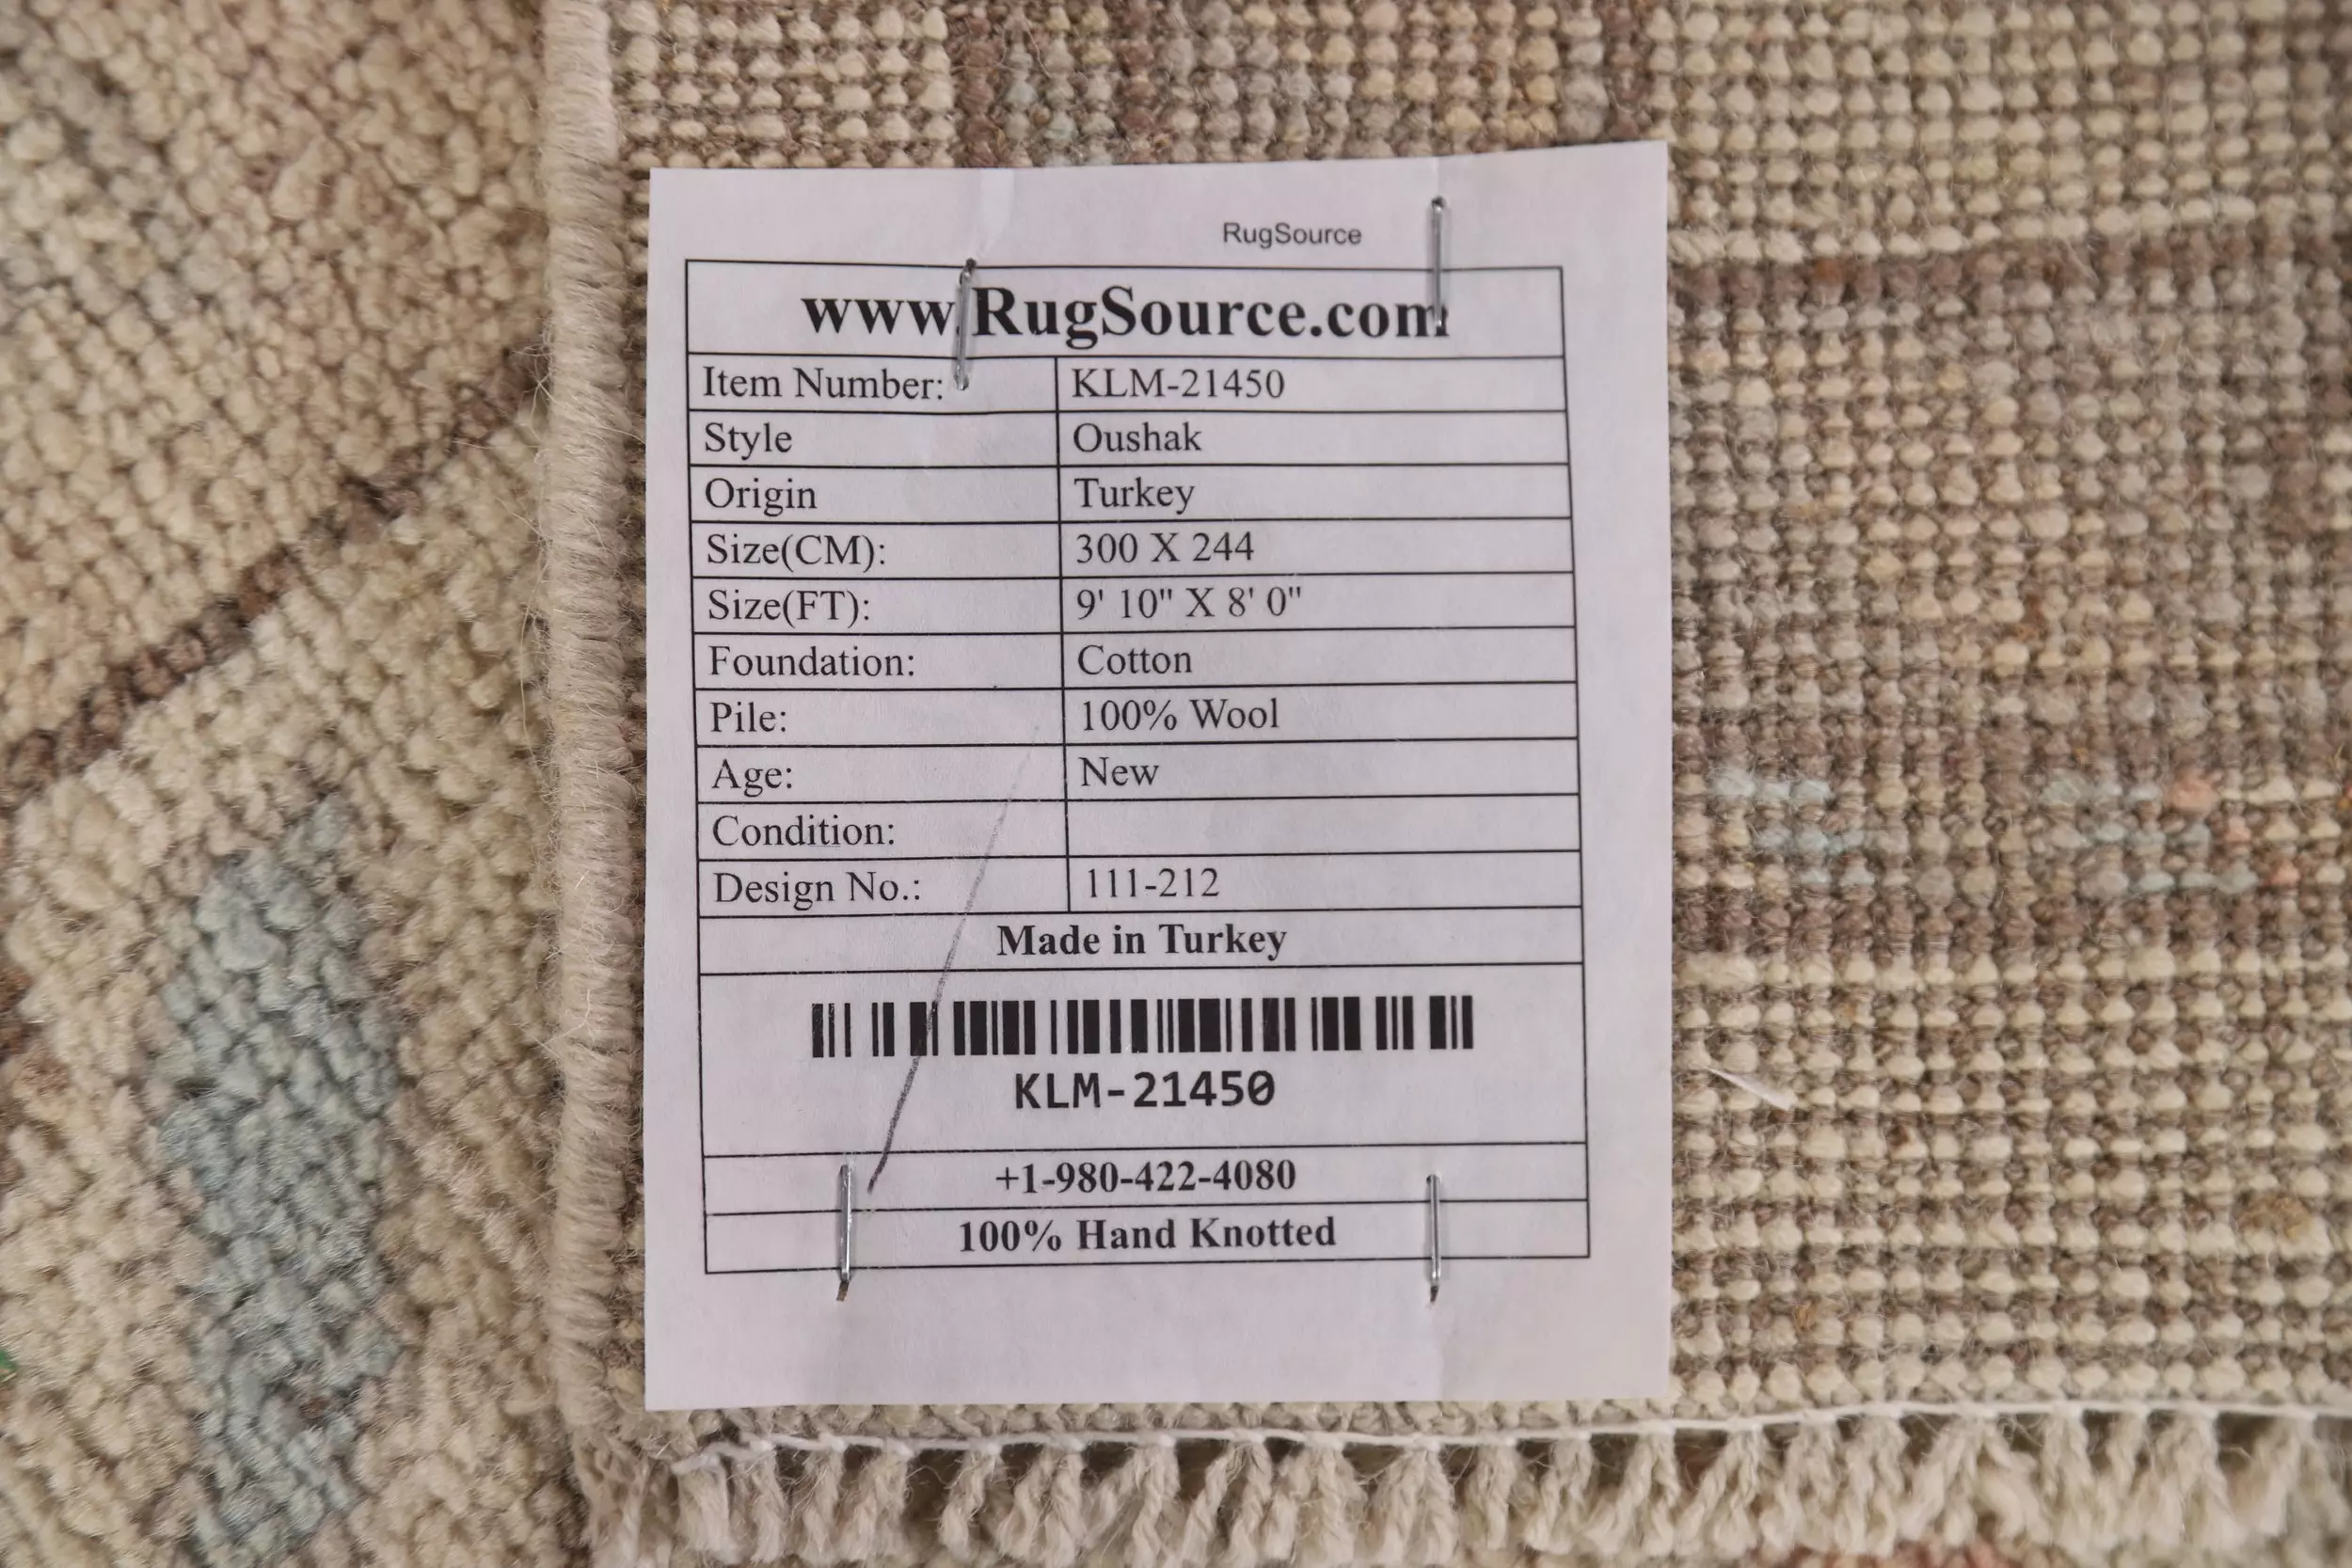 RugSource
www.RugSource.com
Item Number: KLM-21450
Style Oushak
Origin Turkey
Size(CM): 300 X 244
Size(FT): 9' 10" X 8' 0"
Foundation: Cotton
Pile: 100% Wool
Age: New
Condition:
Design No.: 111-212
Made in Turkey
KLM-21450
+1-980-422-4080
100% Hand Knotted